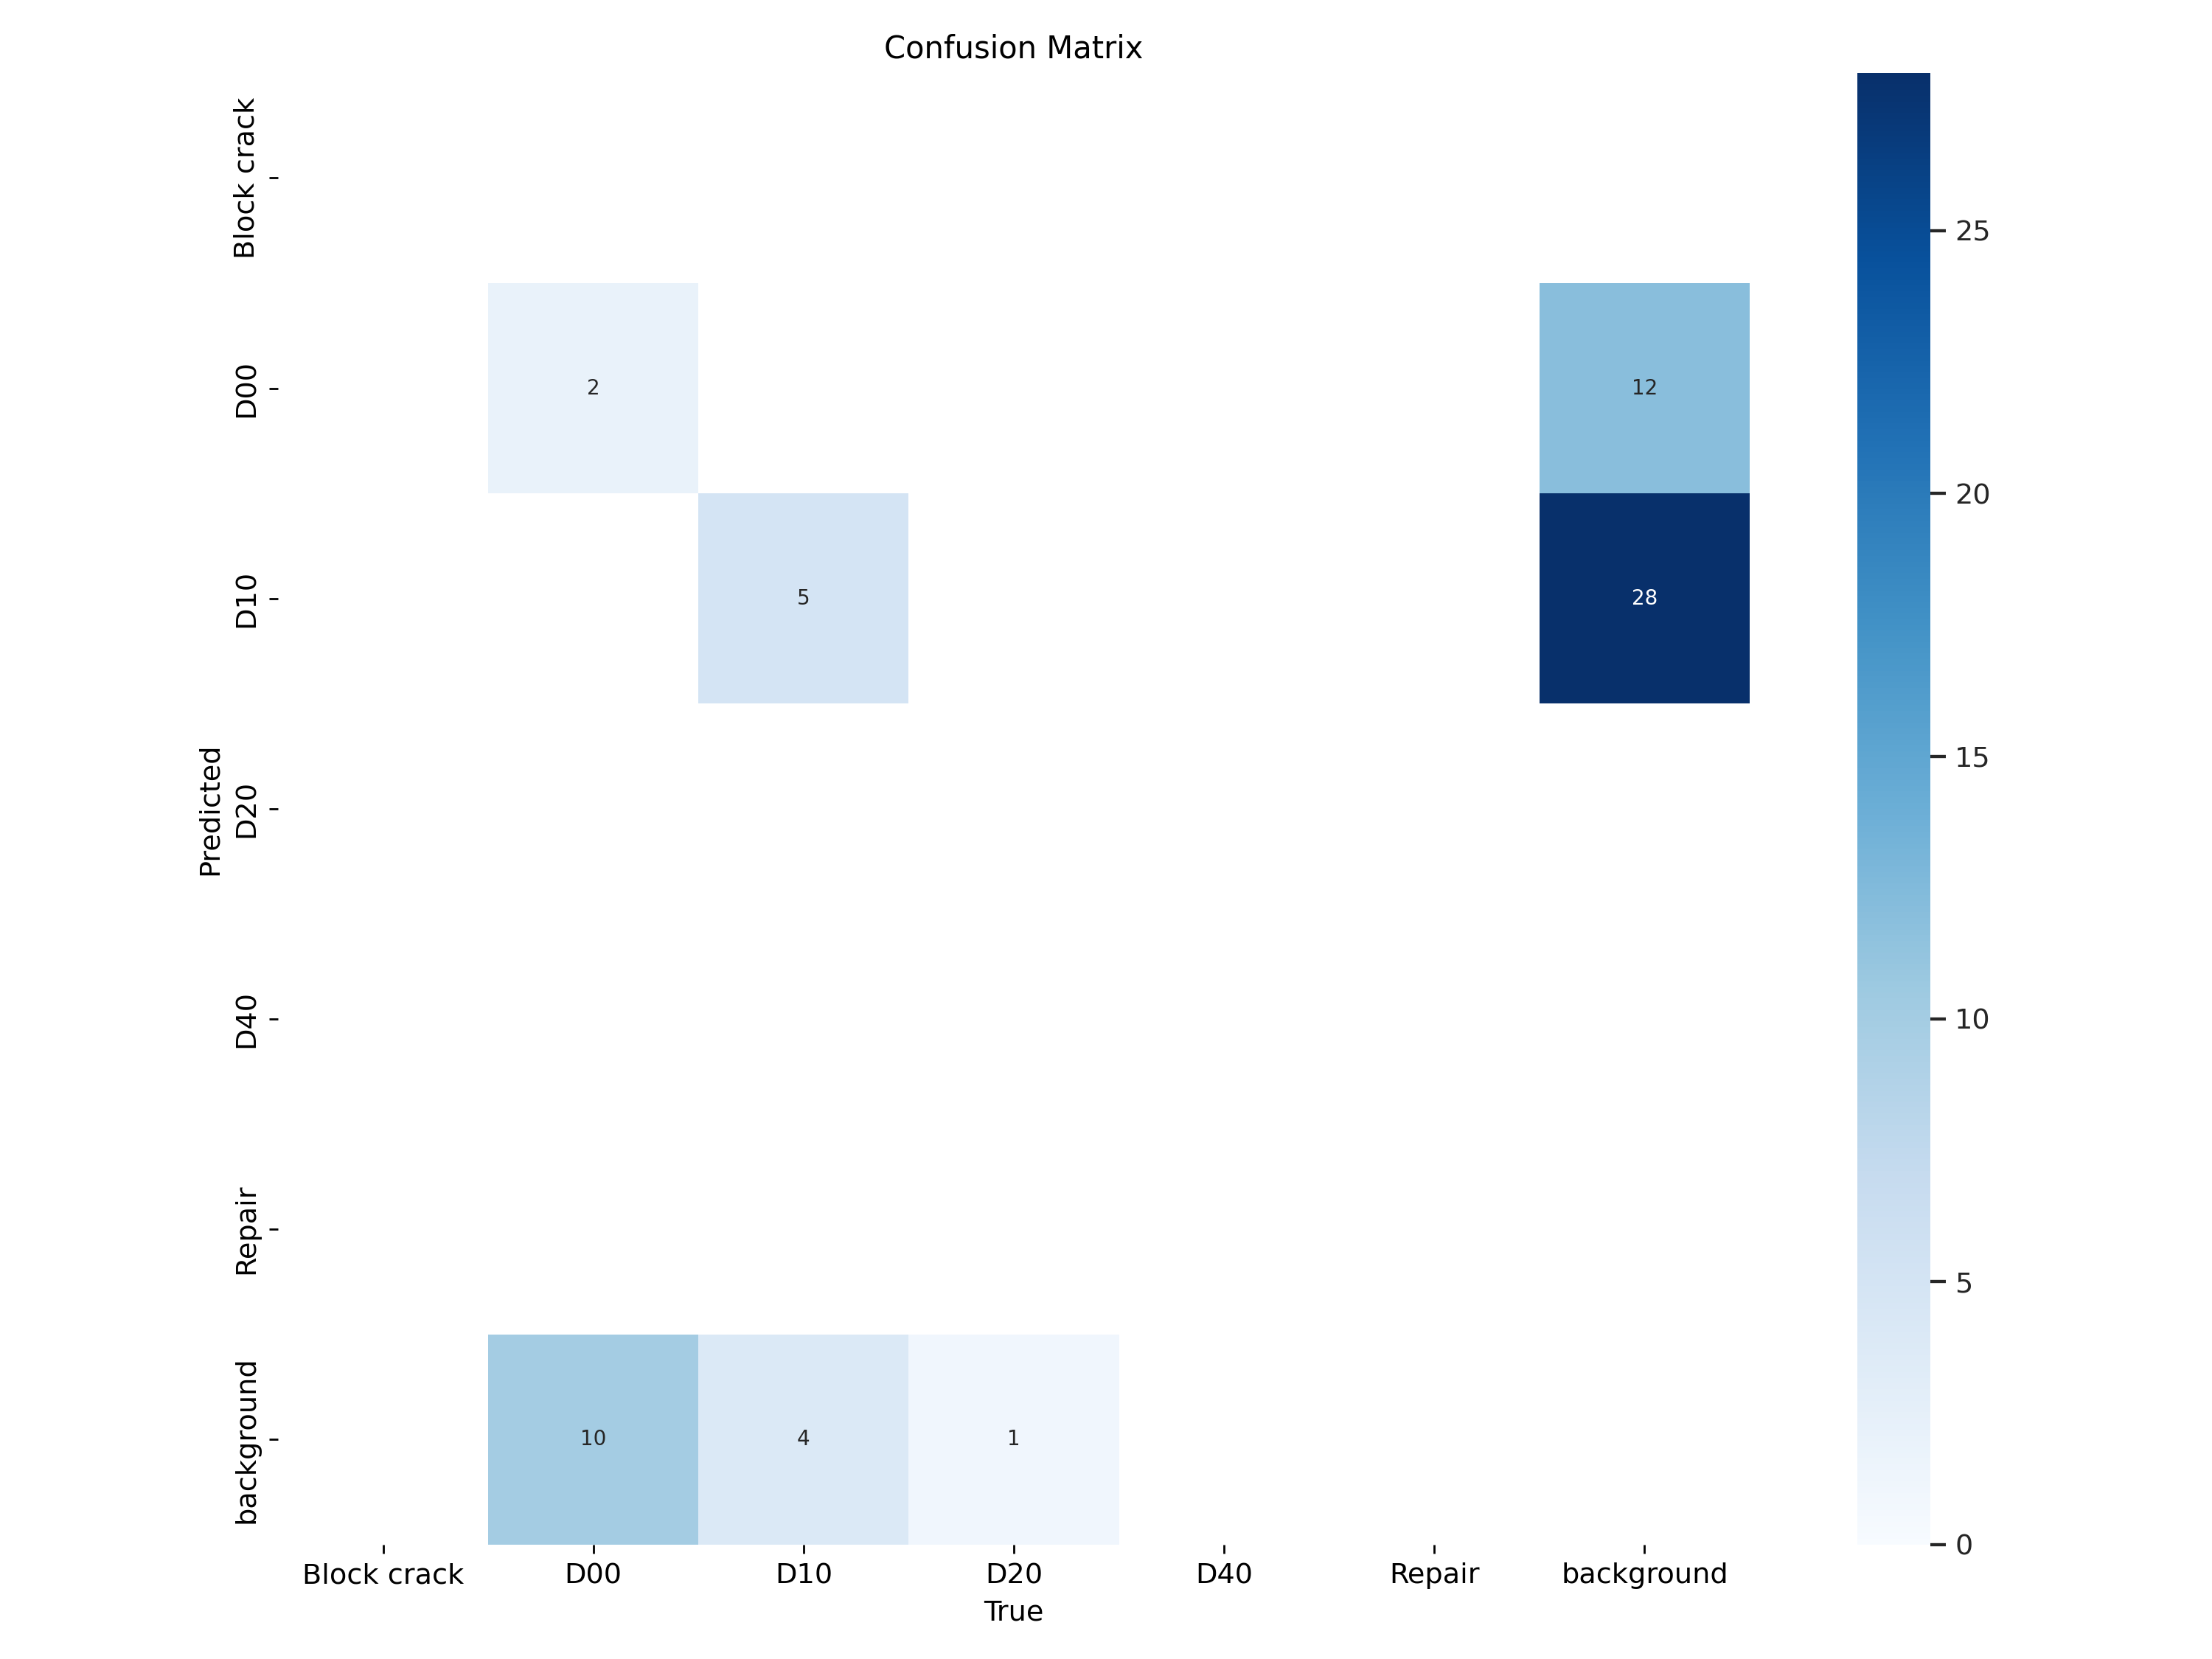 Confusion Matrix
Block crack
D00
D10
D20
D40
Repair
background
Predicted
2
12
5
28
10
4
1
Block crack
D00
D10
D20
D40
Repair
background
True
25
20
15
10
5
0